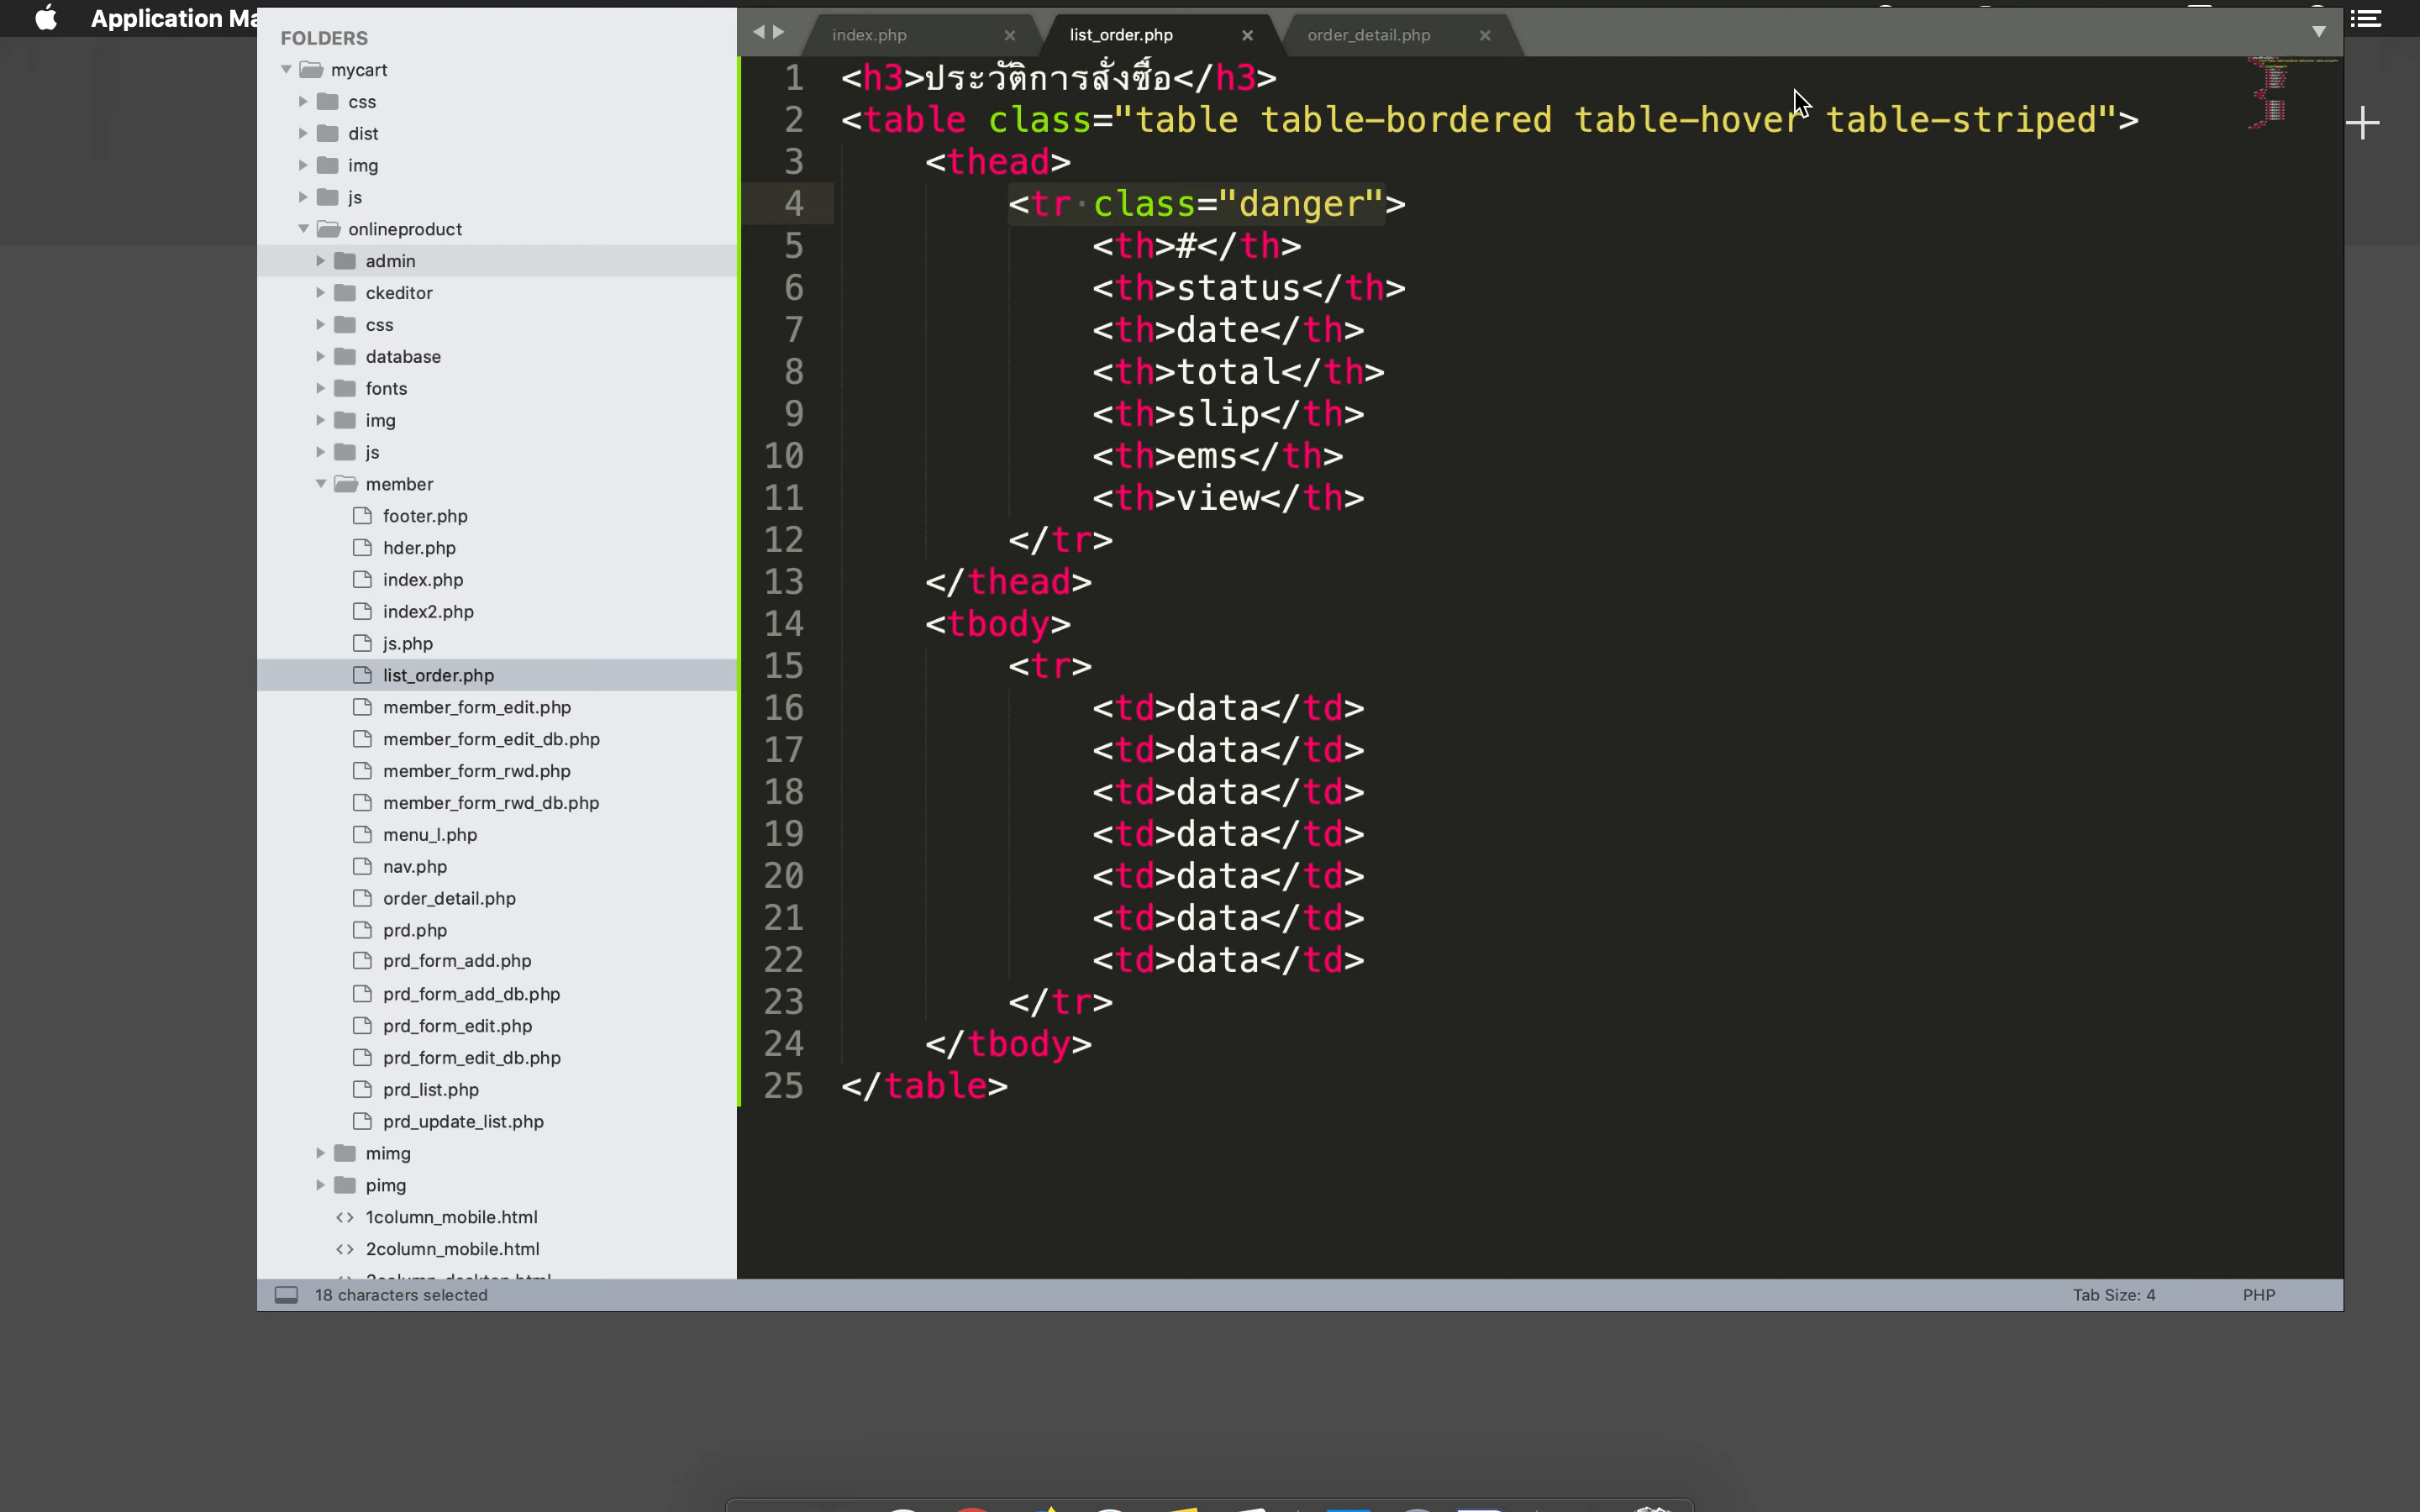 Application Ma
FOLDERS
mycart
css
dist
img
js
onlineproduct
admin
ckeditor
css
database
fonts
img
js
member
footer.php
hder.php
index.php
index2.php
js.php
list_order.php
member_form_edit.php
member_form_edit_db.php
member_form_rwd.php
member_form_rwd_db.php
menu_l.php
nav.php
order_detail.php
prd.php
prd_form_add.php
prd_form_add_db.php
prd_form_edit.php
prd_form_edit_db.php
prd_list.php
prd_update_list.php
mimg
pimg
1column_mobile.html
2column_mobile.html
index.php
list_order.php
order_detail.php
1 <h3>ประวัติการสั่งซื้อ</h3>
2 <table class="table table-bordered table-hover table-striped">
3 <thead>
4 <tr class="danger">
5 <th>#</th>
6 <th>status</th>
7 <th>date</th>
8 <th>total</th>
9 <th>slip</th>
10 <th>ems</th>
11 <th>view</th>
12 </tr>
13 </thead>
14 <tbody>
15 <tr>
16 <td>data</td>
17 <td>data</td>
18 <td>data</td>
19 <td>data</td>
20 <td>data</td>
21 <td>data</td>
22 <td>data</td>
23 </tr>
24 </tbody>
25 </table>
18 characters selected
Tab Size: 4
PHP